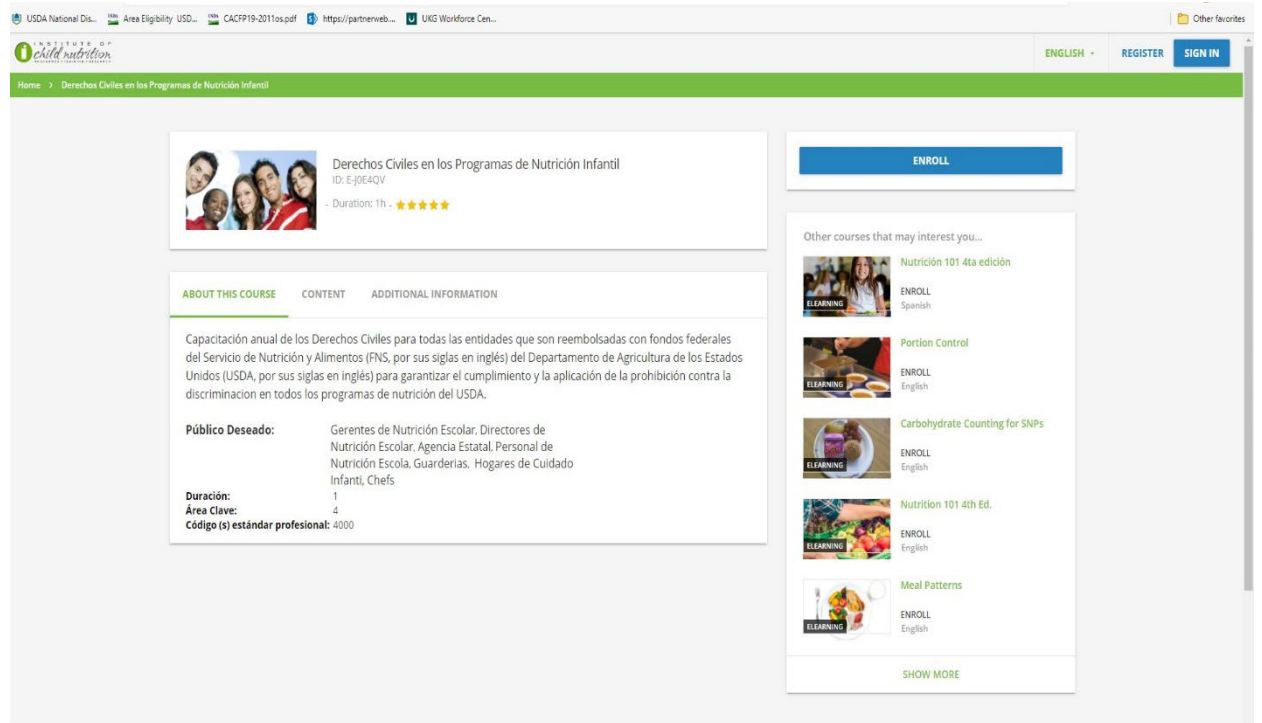 USDA National Dis... Area Eligibility USD... CACFP19-2011os.pdf https://partnerweb... UKG Workforce Cen... Other favorites
INSTITUTE OF
child nutrition
ENGLISH REGISTER SIGN IN
Home > Derechos Civiles en los Programas de Nutrición Infantil
Derechos Civiles en los Programas de Nutrición Infantil
ID: E-J0E4QV
- Duration: 1h -
ABOUT THIS COURSE CONTENT ADDITIONAL INFORMATION
Capacitación anual de los Derechos Civiles para todas las entidades que son reembolsadas con fondos federales
del Servicio de Nutrición y Alimentos (FNS, por sus siglas en inglés) del Departamento de Agricultura de los Estados
Unidos (USDA, por sus siglas en inglés) para garantizar el cumplimiento y la aplicación de la prohibición contra la
discriminacion en todos los programas de nutrición del USDA.
Público Deseado: Gerentes de Nutrición Escolar, Directores de
Nutrición Escolar, Agencia Estatal, Personal de
Nutrición Escola, Guarderias, Hogares de Cuidado
Infanti, Chefs
Duración: 1
Área Clave: 4
Código (s) estándar profesional: 4000
ENROLL
Other courses that may interest you...
Nutrición 101 4ta edición
ENROLL
ELEARNING Spanish
Portion Control
ENROLL
ELEARNING English
Carbohydrate Counting for SNPs
ENROLL
ELEARNING English
Nutrition 101 4th Ed.
ENROLL
ELEARNING English
Meal Patterns
ENROLL
ELEARNING English
SHOW MORE